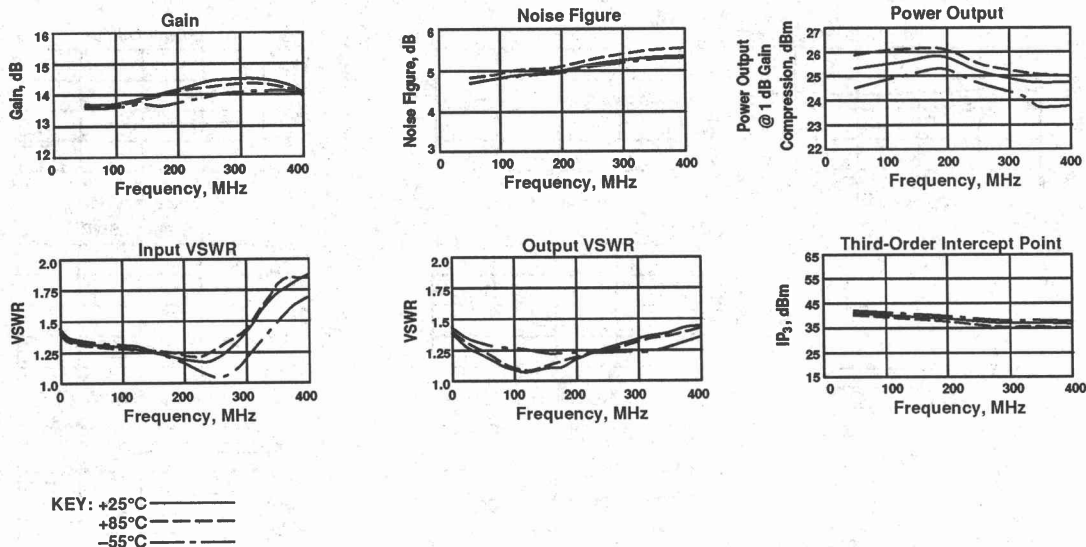 Gain
Gain, dB
16
15
14
13
12
0
100
200
300
400
Frequency, MHz
Noise Figure
Noise Figure, dB
6
5
4
3
0
100
200
300
400
Frequency, MHz
Power Output
Power Output
@ 1 dB Gain
Compression, dBm
27
26
25
24
23
22
0
100
200
300
400
Frequency, MHz
Input VSWR
VSWR
2.0
1.75
1.5
1.25
1.0
0
100
200
300
400
Frequency, MHz
Output VSWR
VSWR
2.0
1.75
1.5
1.25
1.0
0
100
200
300
400
Frequency, MHz
Third-Order Intercept Point
IP3, dBm
65
55
45
35
25
15
0
100
200
300
400
Frequency, MHz
KEY: +25°C
+85°C
–55°C